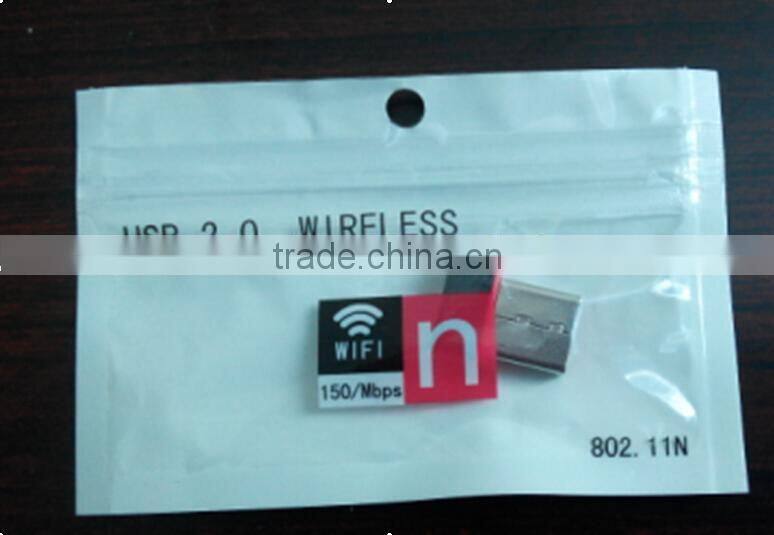 USB 2.0 WIRELESS
trade.china.cn
WIFI
n
150/Mbps
802.11N